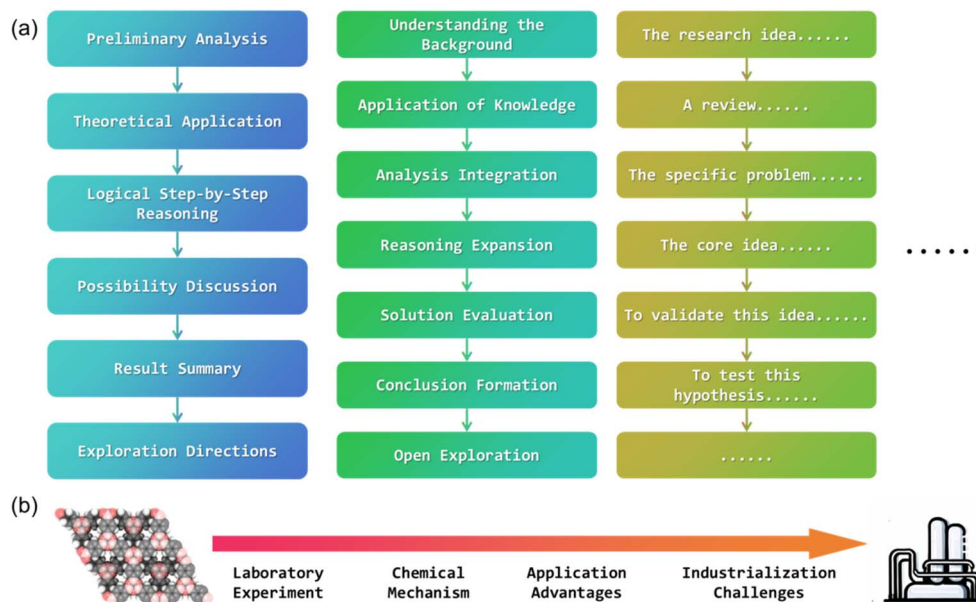 (a)
Preliminary Analysis
Theoretical Application
Logical Step-by-Step
Reasoning
Possibility Discussion
Result Summary
Exploration Directions
Understanding the
Background
Application of Knowledge
Analysis Integration
Reasoning Expansion
Solution Evaluation
Conclusion Formation
Open Exploration
The research idea......
A review......
The specific problem......
The core idea......
To validate this idea......
To test this
hypothesis......
......
.....
(b)
Laboratory
Experiment
Chemical
Mechanism
Application
Advantages
Industrialization
Challenges